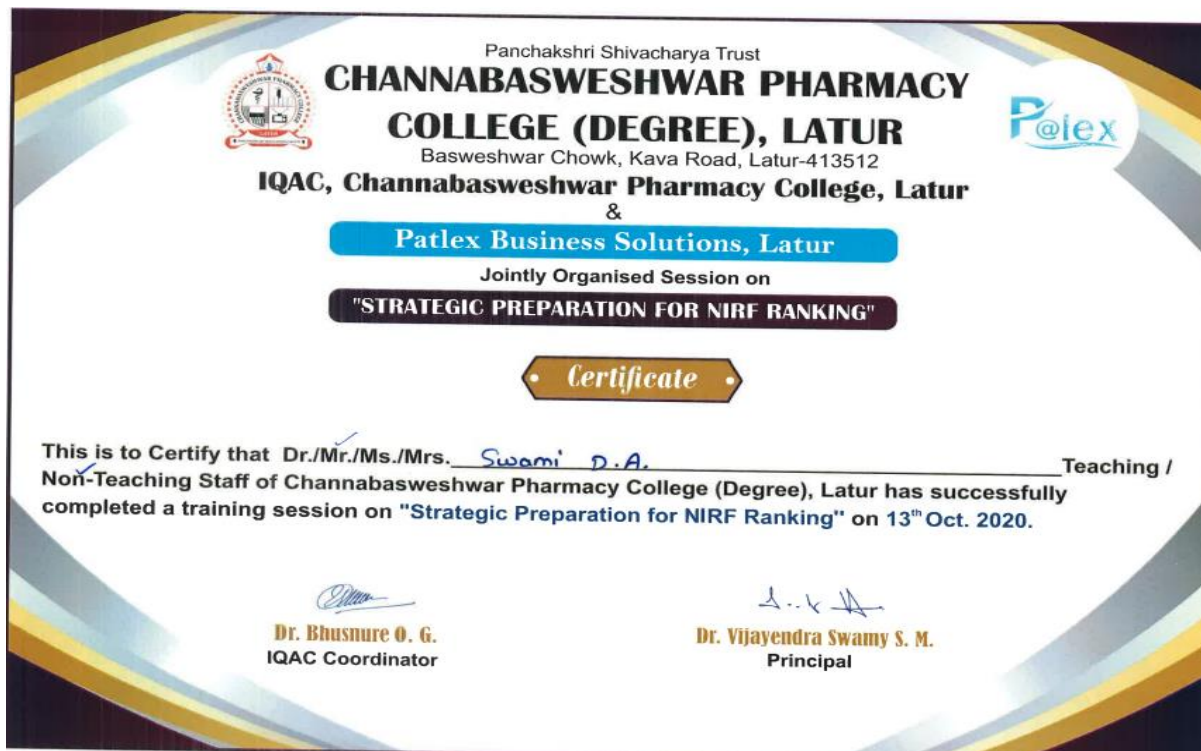 Panchakshri Shivacharya Trust
CHANNABASWESHWAR PHARMACY
COLLEGE (DEGREE), LATUR
Basweshwar Chowk, Kava Road, Latur-413512
IQAC, Channabasweshwar Pharmacy College, Latur
&
Patlex Business Solutions, Latur
Jointly Organised Session on
"STRATEGIC PREPARATION FOR NIRF RANKING"
Certificate
This is to Certify that Dr./Mr./Ms./Mrs. Swami D.A. Teaching /
Non-Teaching Staff of Channabasweshwar Pharmacy College (Degree), Latur has successfully
completed a training session on "Strategic Preparation for NIRF Ranking" on 13th Oct. 2020.
Dr. Bhusnure O. G.
IQAC Coordinator
Dr. Vijayendra Swamy S. M.
Principal
P@lex